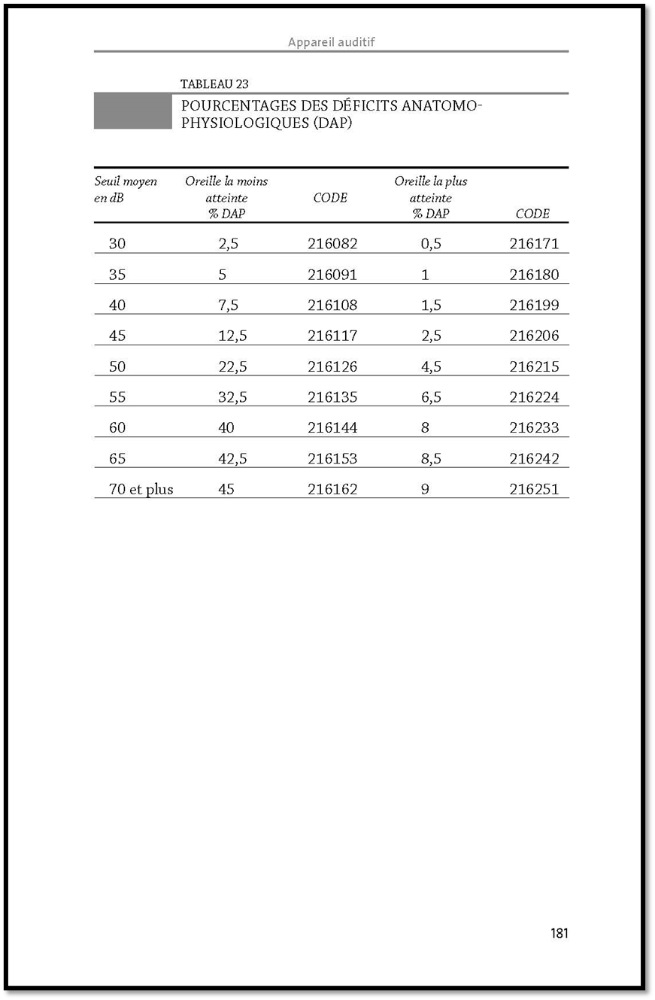 Appareil auditif
TABLEAU 23
POURCENTAGES DES DÉFICITS ANATOMO-
PHYSIOLOGIQUES (DAP)
Seuil moyen Oreille la moins Oreille la plus
en dB atteinte CODE atteinte
% DAP % DAP CODE
30 2,5 216082 0,5 216171
35 5 216091 1 216180
40 7,5 216108 1,5 216199
45 12,5 216117 2,5 216206
50 22,5 216126 4,5 216215
55 32,5 216135 6,5 216224
60 40 216144 8 216233
65 42,5 216153 8,5 216242
70 et plus 45 216162 9 216251
181